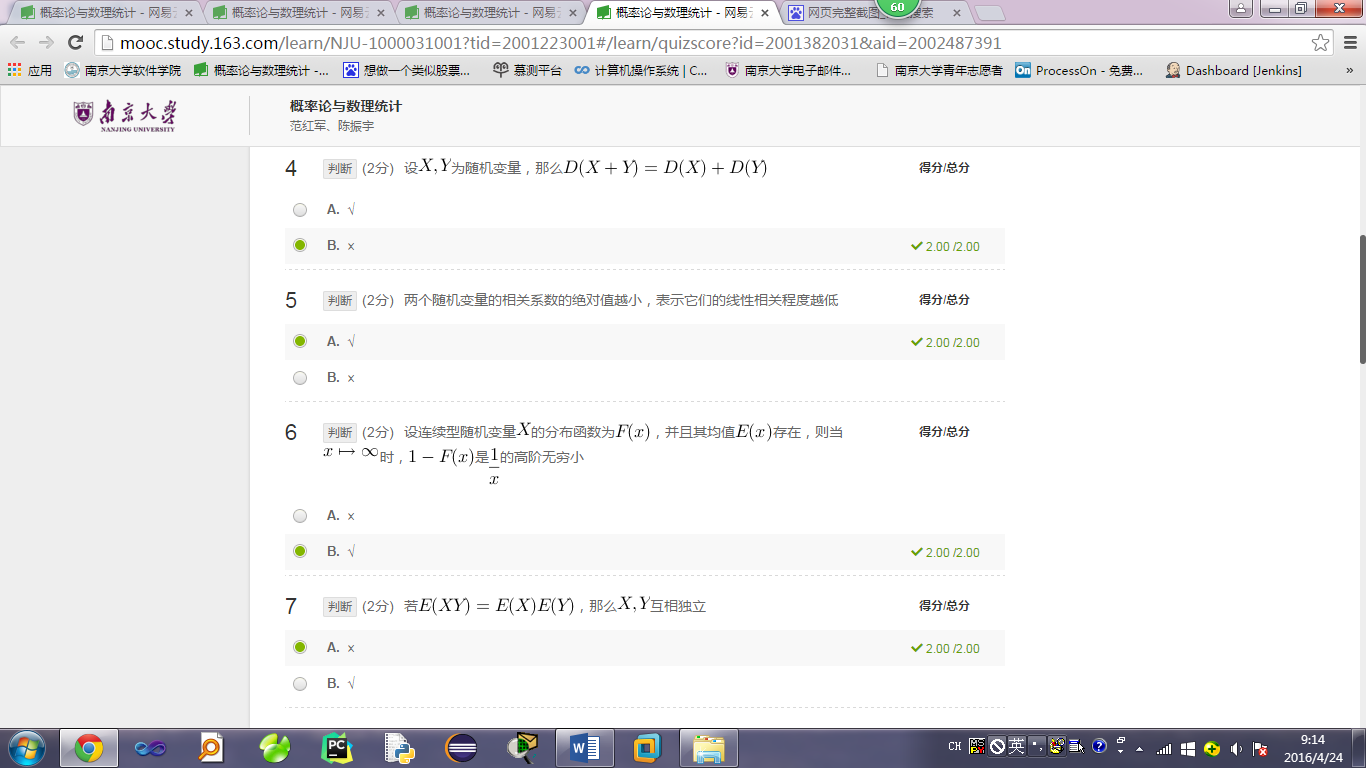 概率论与数理统计 - 网易云 概率论与数理统计 - 网易云 概率论与数理统计 - 网易云 概率论与数理统计 - 网易云 网页完整截图 搜索 60
mooc.study.163.com/learn/NJU-1000031001?tid=2001223001#/learn/quizscore?id=2001382031&aid=2002487391
应用 南京大学软件学院 概率论与数理统计 -... 想做一个类似股票... 慕测平台 计算机操作系统 | C... 南京大学电子邮件... 南京大学青年志愿者 ProcessOn - 免费... Dashboard [Jenkins] »
南京大学
NANJING UNIVERSITY
概率论与数理统计
范红军、陈振宇
4 判断 (2分) 设X, Y为随机变量，那么D(X + Y) = D(X) + D(Y) 得分/总分
A. √
B. × 2.00 /2.00
5 判断 (2分) 两个随机变量的相关系数的绝对值越小，表示它们的线性相关程度越低 得分/总分
A. √ 2.00 /2.00
B. ×
6 判断 (2分) 设连续型随机变量X的分布函数为F(x)，并且其均值E(x)存在，则当 得分/总分
x ↦ ∞时，1 − F(x)是1/x的高阶无穷小
A. ×
B. √ 2.00 /2.00
7 判断 (2分) 若E(XY) = E(X)E(Y)，那么X, Y互相独立 得分/总分
A. × 2.00 /2.00
B. √
CH 英 9:14
2016/4/24